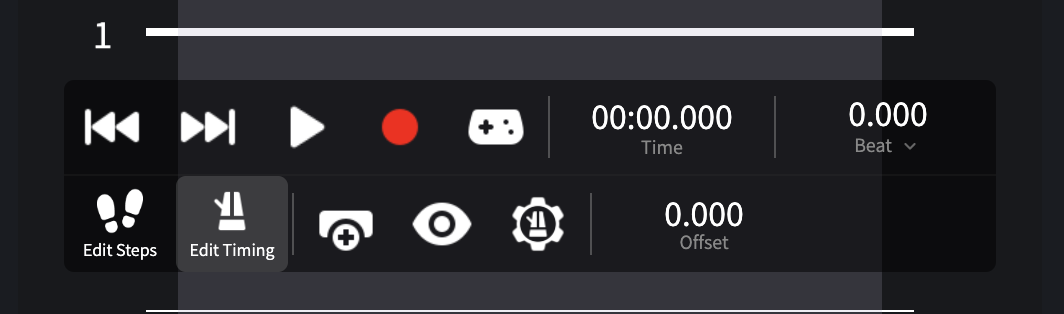 1
00:00.000
Time
0.000
Beat
Edit Steps
Edit Timing
0.000
Offset